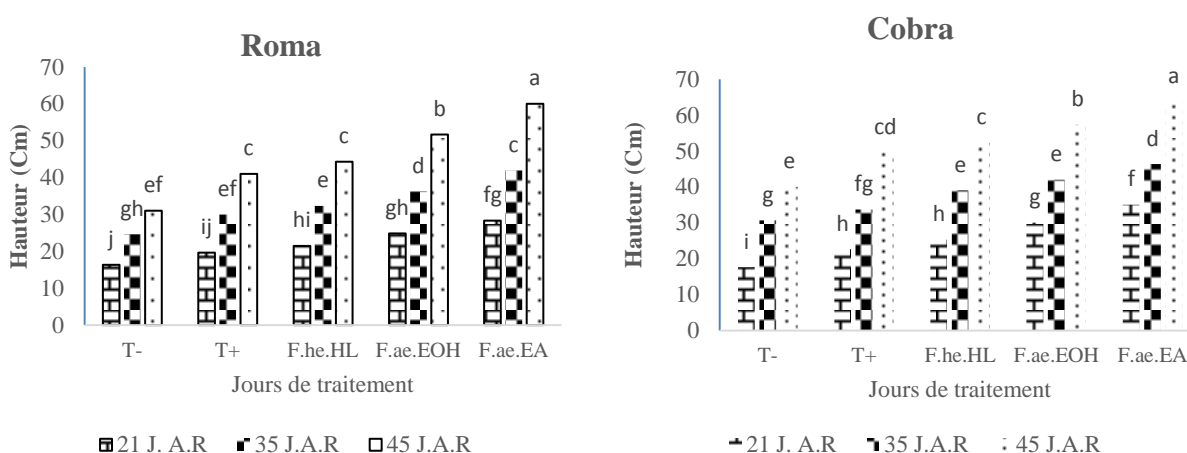 Roma
Hauteur (Cm)
70
60
50
40
30
20
10
0
j gh ef
ij ef c
hi e c
gh d b
fg c a
T- T+ F.he.HL F.ae.EOH F.ae.EA
Jours de traitement
21 J. A.R 35 J.A.R 45 J.A.R
Cobra
Hauteur (Cm)
70
60
50
40
30
20
10
0
i g e
h fg cd
h e c
g e b
f d a
T- T+ F.he.HL F.ae.EOH F.ae.EA
Jours de traitement
21 J.A.R 35 J.A.R 45 J.A.R